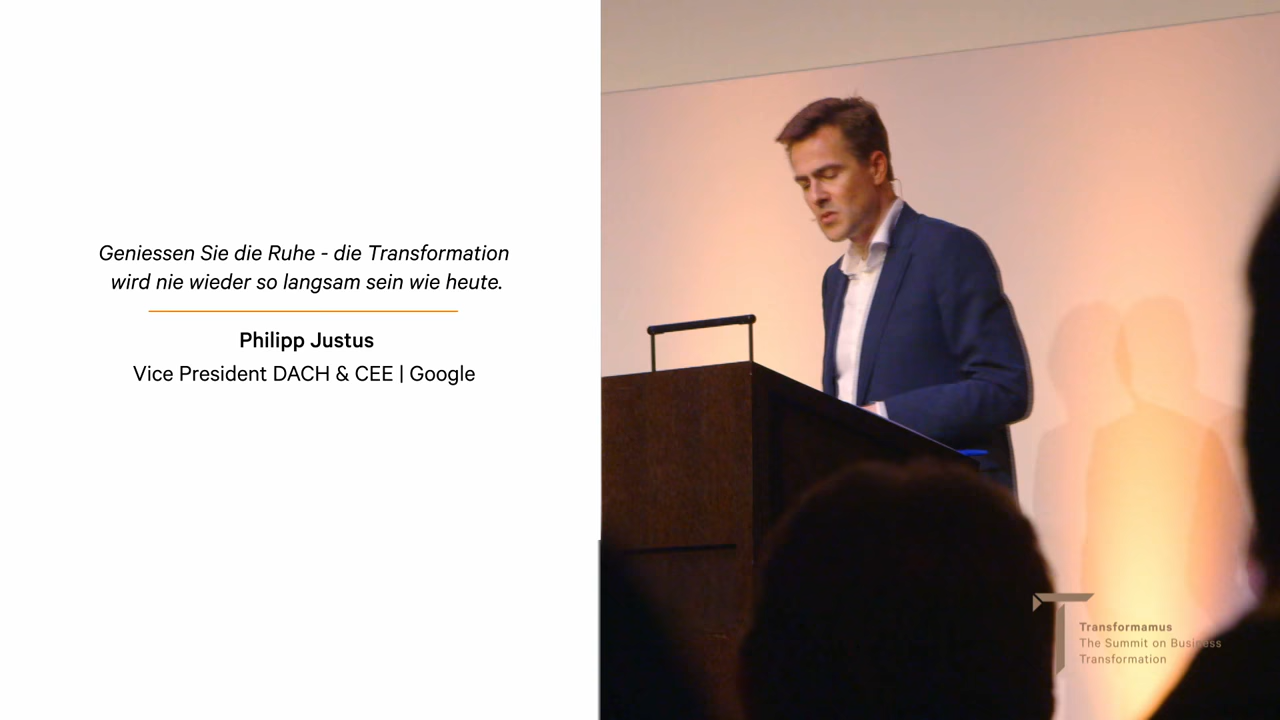 Geniessen Sie die Ruhe - die Transformation
wird nie wieder so langsam sein wie heute.
Philipp Justus
Vice President DACH & CEE | Google
Transformamus
The Summit on Business
Transformation